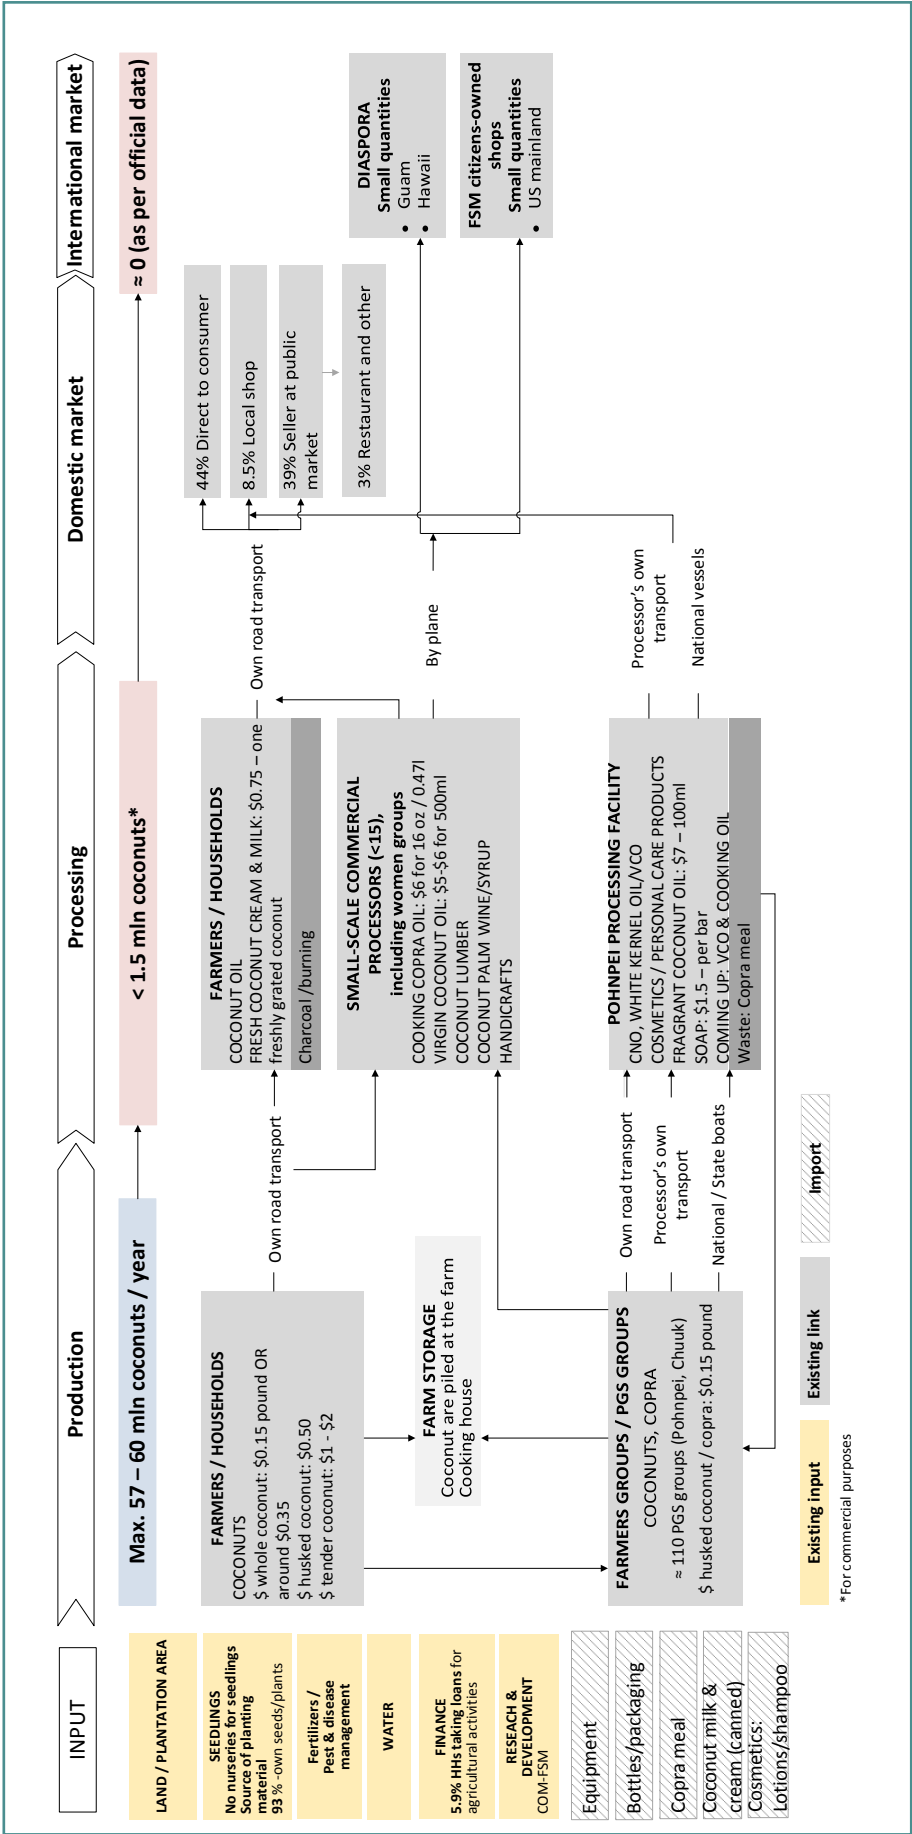 INPUT
Production
Processing
Domestic market
International market
Max. 57 – 60 mln coconuts / year
< 1.5 mln coconuts*
≈ 0 (as per official data)
LAND / PLANTATION AREA
SEEDLINGS
No nurseries for seedlings
Source of planting
material
93 % -own seeds/plants
Fertilizers /
Pest & disease
management
WATER
FINANCE
5.9% HHs taking loans for
agricultural activities
RESEACH &
DEVELOPMENT
COM-FSM
Equipment
Bottles/packaging
Copra meal
Coconut milk &
cream (canned)
Cosmetics:
Lotions/shampoo
FARMERS / HOUSEHOLDS
COCONUTS
$ whole coconut: $0.15 pound OR
around $0.35
$ husked coconut: $0.50
$ tender coconut: $1 - $2
FARM STORAGE
Coconut are piled at the farm
Cooking house
FARMERS GROUPS / PGS GROUPS
COCONUTS, COPRA
≈ 110 PGS groups (Pohnpei, Chuuk)
$ husked coconut / copra: $0.15 pound
Own road transport
Own road transport
Processor's own
transport
National / State boats
FARMERS / HOUSEHOLDS
COCONUT OIL
FRESH COCONUT CREAM & MILK: $0.75 – one
freshly grated coconut
Charcoal /burning
SMALL-SCALE COMMERCIAL
PROCESSORS (<15),
including women groups
COOKING COPRA OIL: $6 for 16 oz / 0.47l
VIRGIN COCONUT OIL: $5-$6 for 500ml
COCONUT LUMBER
COCONUT PALM WINE/SYRUP
HANDICRAFTS
POHNPEI PROCESSING FACILITY
CNO, WHITE KERNEL OIL/VCO
COSMETICS / PERSONAL CARE PRODUCTS
FRAGRANT COCONUT OIL: $7 – 100ml
SOAP: $1.5 – per bar
COMING UP: VCO & COOKING OIL
Waste: Copra meal
Own road transport
By plane
Processor's own
transport
National vessels
44% Direct to consumer
8.5% Local shop
39% Seller at public
market
3% Restaurant and other
DIASPORA
Small quantities
• Guam
• Hawaii
FSM citizens-owned
shops
Small quantities
• US mainland
Existing input
Existing link
Import
*For commercial purposes